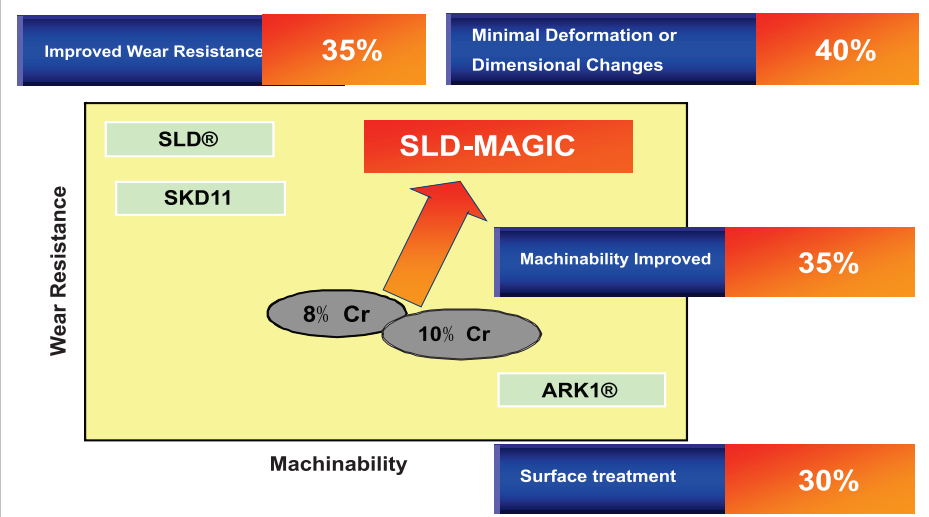 Improved Wear Resistance
35%
Minimal Deformation or
Dimensional Changes
40%
SLD®
SLD-MAGIC
SKD11
Wear Resistance
Machinability Improved
35%
8% Cr
10% Cr
ARK1®
Machinability
Surface treatment
30%